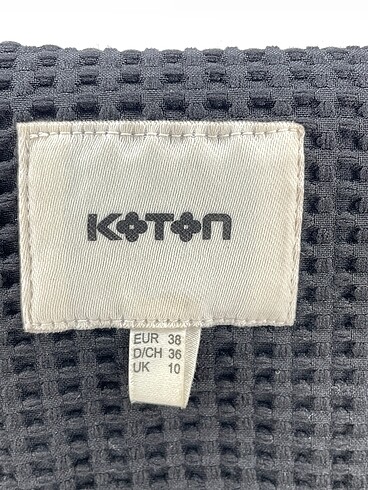 KOTON
EUR 38
D/CH 36
UK 10